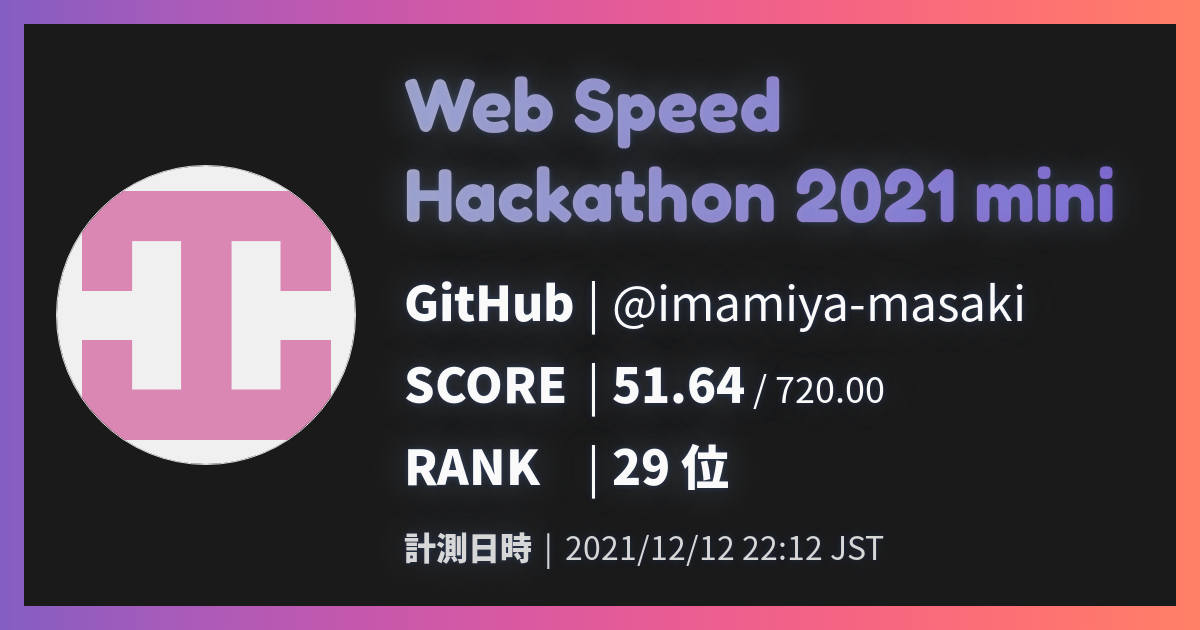 Web Speed
Hackathon 2021 mini
GitHub | @imamiya-masaki
SCORE | 51.64 / 720.00
RANK | 29 位
計測日時 | 2021/12/12 22:12 JST